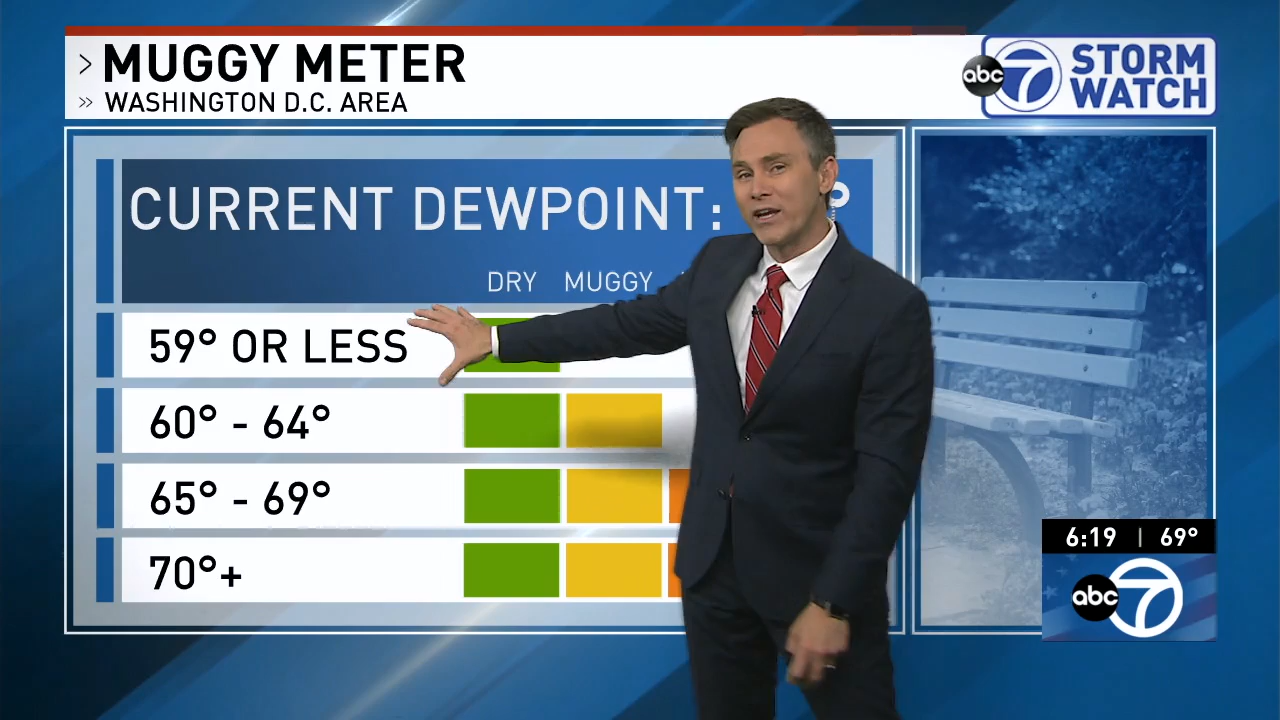 > MUGGY METER
» WASHINGTON D.C. AREA
abc 7 STORM WATCH
CURRENT DEWPOINT:
DRY MUGGY
59° OR LESS
60° - 64°
65° - 69°
70°+
6:19 | 69°
abc 7